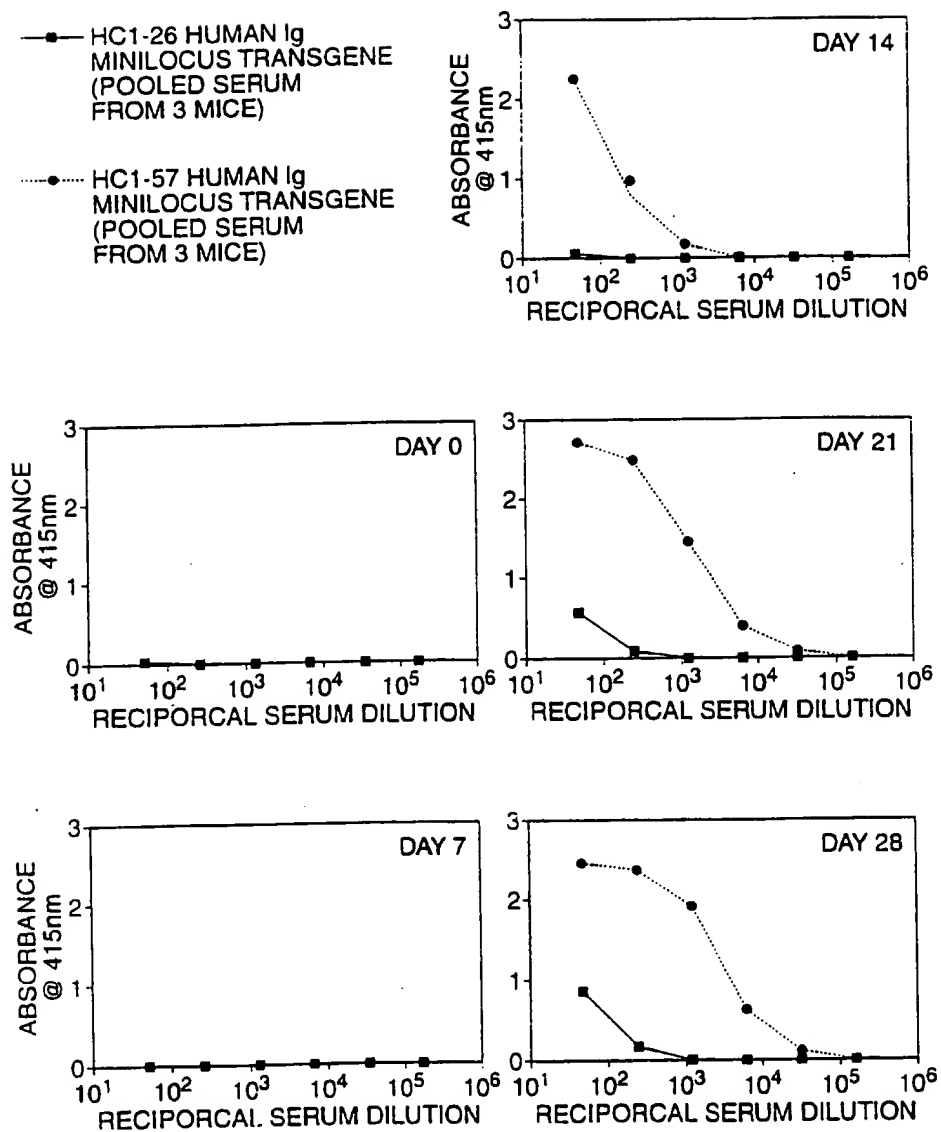 HC1-26 HUMAN Ig
MINILOCUS TRANSGENE
(POOLED SERUM
FROM 3 MICE)
HC1-57 HUMAN Ig
MINILOCUS TRANSGENE
(POOLED SERUM
FROM 3 MICE)
DAY 14
ABSORBANCE
@ 415nm
3
2
1
0
10¹ 10² 10³ 10⁴ 10⁵ 10⁶
RECIPORCAL SERUM DILUTION
DAY 0
ABSORBANCE
@ 415nm
3
2
1
0
10¹ 10² 10³ 10⁴ 10⁵ 10⁶
RECIPORCAL SERUM DILUTION
DAY 21
3
2
1
0
10¹ 10² 10³ 10⁴ 10⁵ 10⁶
RECIPORCAL SERUM DILUTION
DAY 7
ABSORBANCE
@ 415nm
3
2
1
0
10¹ 10² 10³ 10⁴ 10⁵ 10⁶
RECIPORCAL SERUM DILUTION
DAY 28
3
2
1
0
10¹ 10² 10³ 10⁴ 10⁵ 10⁶
RECIPORCAL SERUM DILUTION